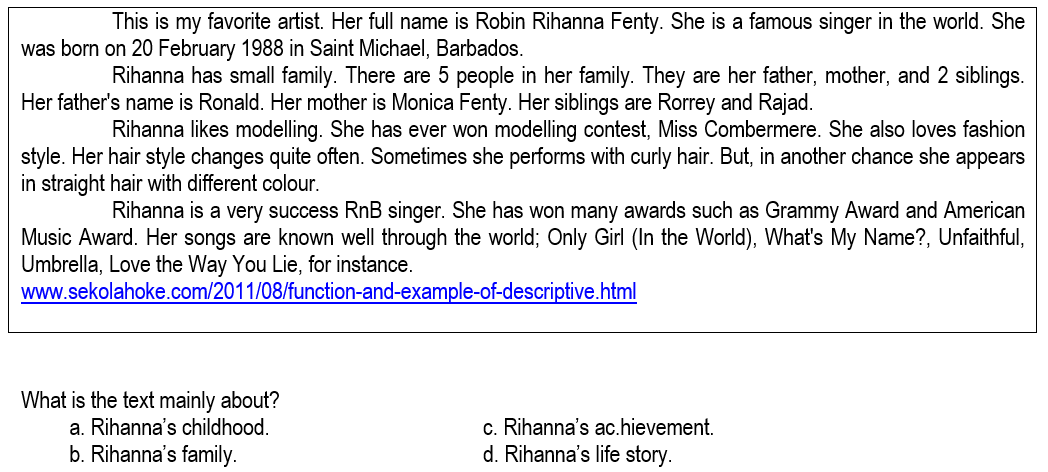 This is my favorite artist. Her full name is Robin Rihanna Fenty. She is a famous singer in the world. She
was born on 20 February 1988 in Saint Michael, Barbados.
Rihanna has small family. There are 5 people in her family. They are her father, mother, and 2 siblings.
Her father's name is Ronald. Her mother is Monica Fenty. Her siblings are Rorrey and Rajad.
Rihanna likes modelling. She has ever won modelling contest, Miss Combermere. She also loves fashion
style. Her hair style changes quite often. Sometimes she performs with curly hair. But, in another chance she appears
in straight hair with different colour.
Rihanna is a very success RnB singer. She has won many awards such as Grammy Award and American
Music Award. Her songs are known well through the world; Only Girl (In the World), What's My Name?, Unfaithful,
Umbrella, Love the Way You Lie, for instance.
www.sekolahoke.com/2011/08/function-and-example-of-descriptive.html
What is the text mainly about?
a. Rihanna’s childhood. c. Rihanna’s ac.hievement.
b. Rihanna’s family. d. Rihanna’s life story.